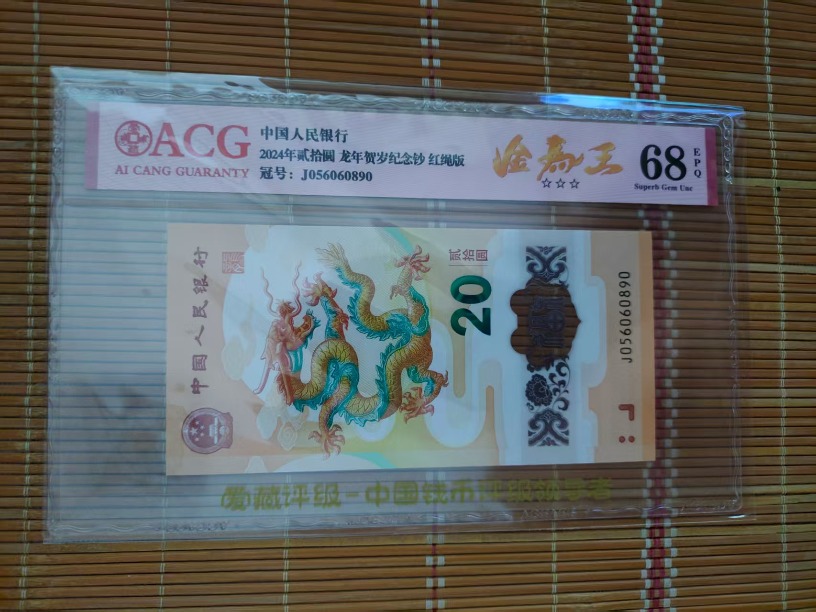 ACG
AI CANG GUARANTY
中国人民银行
2024年贰拾圆 龙年贺岁纪念钞 红绳版
冠号：J056060890
金马王
☆☆☆
68
EPQ
Superb Gem Unc
中国人民银行
贰拾圆
20
J056060890
爱藏评级-中国钱币评级领导者